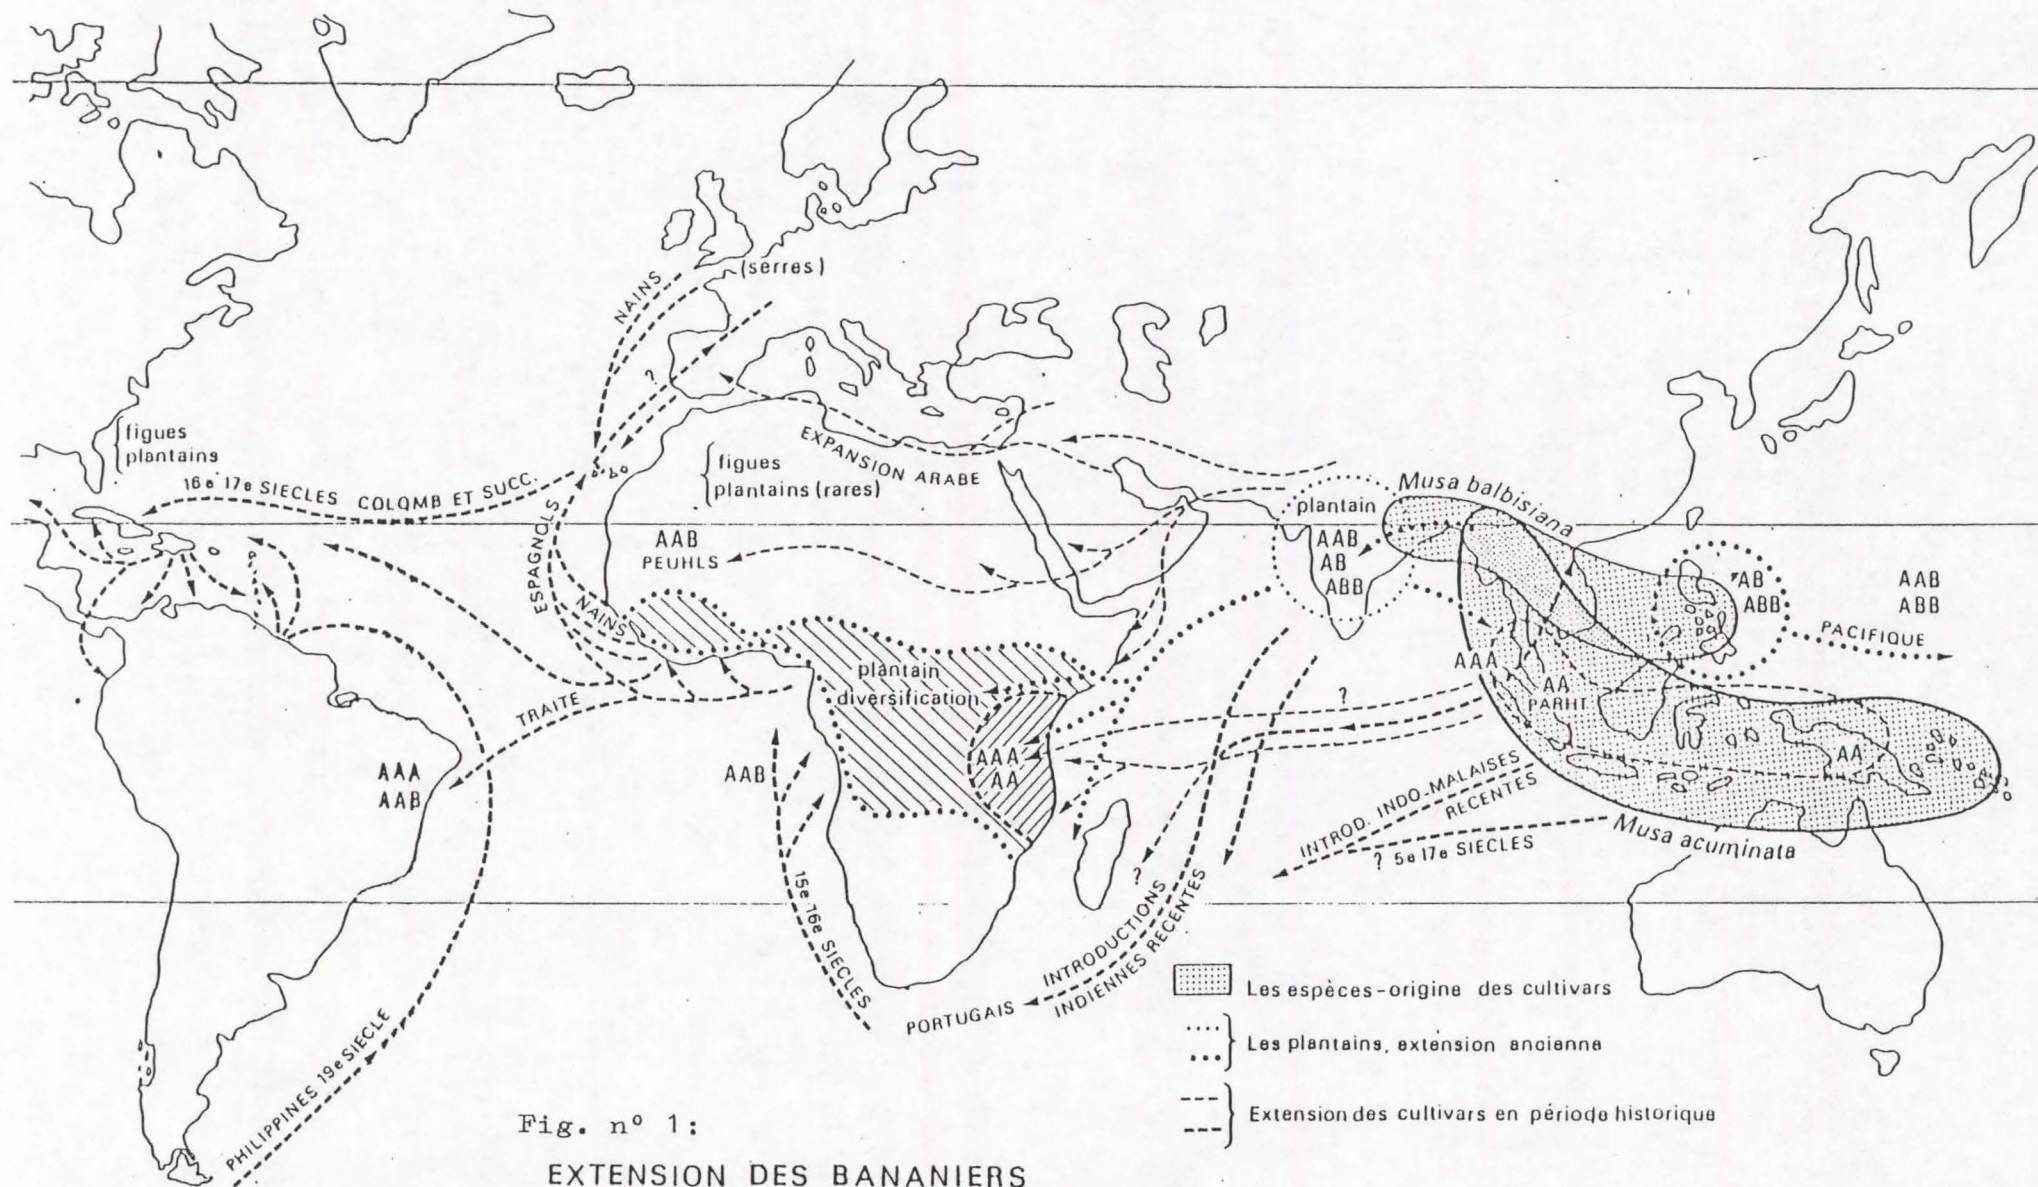 (serres)
NAINS
?
figues
plantains
16e 17e SIECLES COLOMB ET SUCC.
figues
plantains (rares)
EXPANSION ARABE
AAB
PEUHLS
ESPAGNOLS
NAINS
plantain
AAB
AB
ABB
Musa balbisiana
AB
ABB
AAB
ABB
PACIFIQUE
plantain
diversification
AAA
AA
PARHT.
AA
?
TRAITE
AAA
AAB
AAB
AAA
AA
INTROD. INDO-MALAISES
RECENTES
? 5e 17e SIECLES
Musa acuminata
?
15e 16e SIECLES
INTRODUCTIONS
INDIENNES RECENTES
PORTUGAIS
PHILIPPINES 19e SIECLE
Les espèces-origine des cultivars
Les plantains, extension ancienne
Extension des cultivars en période historique
Fig. nº 1:
EXTENSION DES BANANIERS